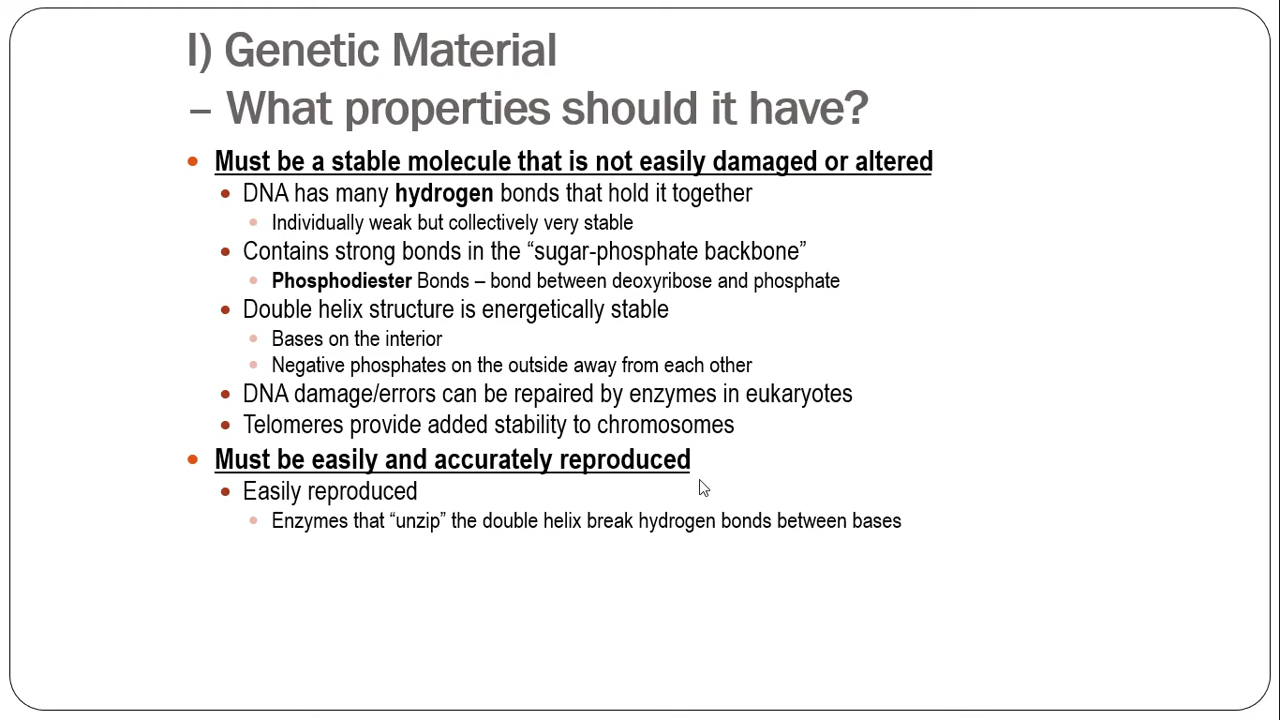 I) Genetic Material
– What properties should it have?
Must be a stable molecule that is not easily damaged or altered
DNA has many hydrogen bonds that hold it together
Individually weak but collectively very stable
Contains strong bonds in the “sugar-phosphate backbone”
Phosphodiester Bonds – bond between deoxyribose and phosphate
Double helix structure is energetically stable
Bases on the interior
Negative phosphates on the outside away from each other
DNA damage/errors can be repaired by enzymes in eukaryotes
Telomeres provide added stability to chromosomes
Must be easily and accurately reproduced
Easily reproduced
Enzymes that “unzip” the double helix break hydrogen bonds between bases